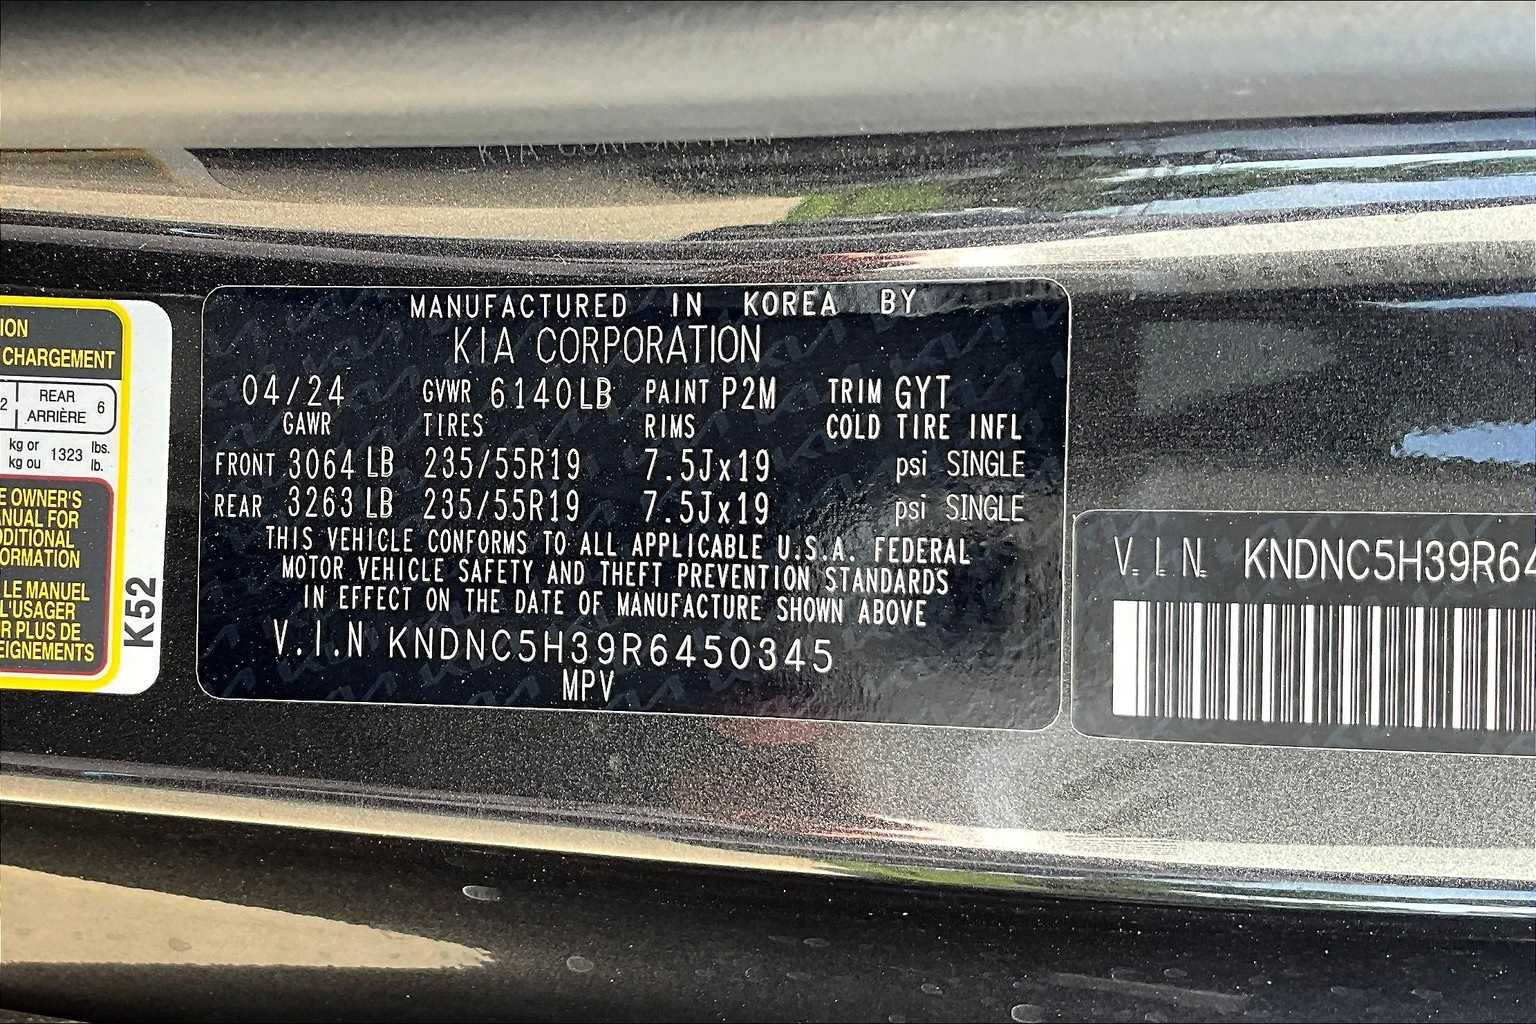 KIA CORPORATION
ION
CHARGEMENT
2 REAR 6
ARRIÈRE
kg or 1323 lbs.
kg ou lb.
E OWNER'S
ANUAL FOR
DDITIONAL
FORMATION
LE MANUEL
L'USAGER
R PLUS DE
EIGNEMENTS
K52
MANUFACTURED IN KOREA BY
KIA CORPORATION
04/24 GVWR 6140LB PAINT P2M TRIM GYT
GAWR TIRES RIMS COLD TIRE INFL
FRONT 3064 LB 235/55R19 7.5Jx19 psi SINGLE
REAR 3263 LB 235/55R19 7.5Jx19 psi SINGLE
THIS VEHICLE CONFORMS TO ALL APPLICABLE U.S.A. FEDERAL
MOTOR VEHICLE SAFETY AND THEFT PREVENTION STANDARDS
IN EFFECT ON THE DATE OF MANUFACTURE SHOWN ABOVE
V.I.N KNDNC5H39R6450345
MPV
V.I.N. KNDNC5H39R64